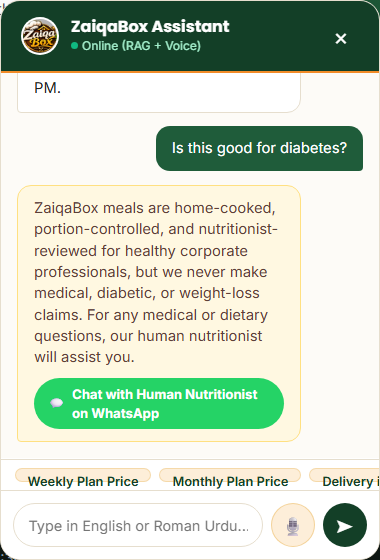 Zaiqa
Box
ZaiqaBox Assistant
Online (RAG + Voice)
PM.
Is this good for diabetes?
ZaiqaBox meals are home-cooked,
portion-controlled, and nutritionist-
reviewed for healthy corporate
professionals, but we never make
medical, diabetic, or weight-loss
claims. For any medical or dietary
questions, our human nutritionist
will assist you.
Chat with Human Nutritionist
on WhatsApp
Weekly Plan Price
Monthly Plan Price
Delivery i
Type in English or Roman Urdu...